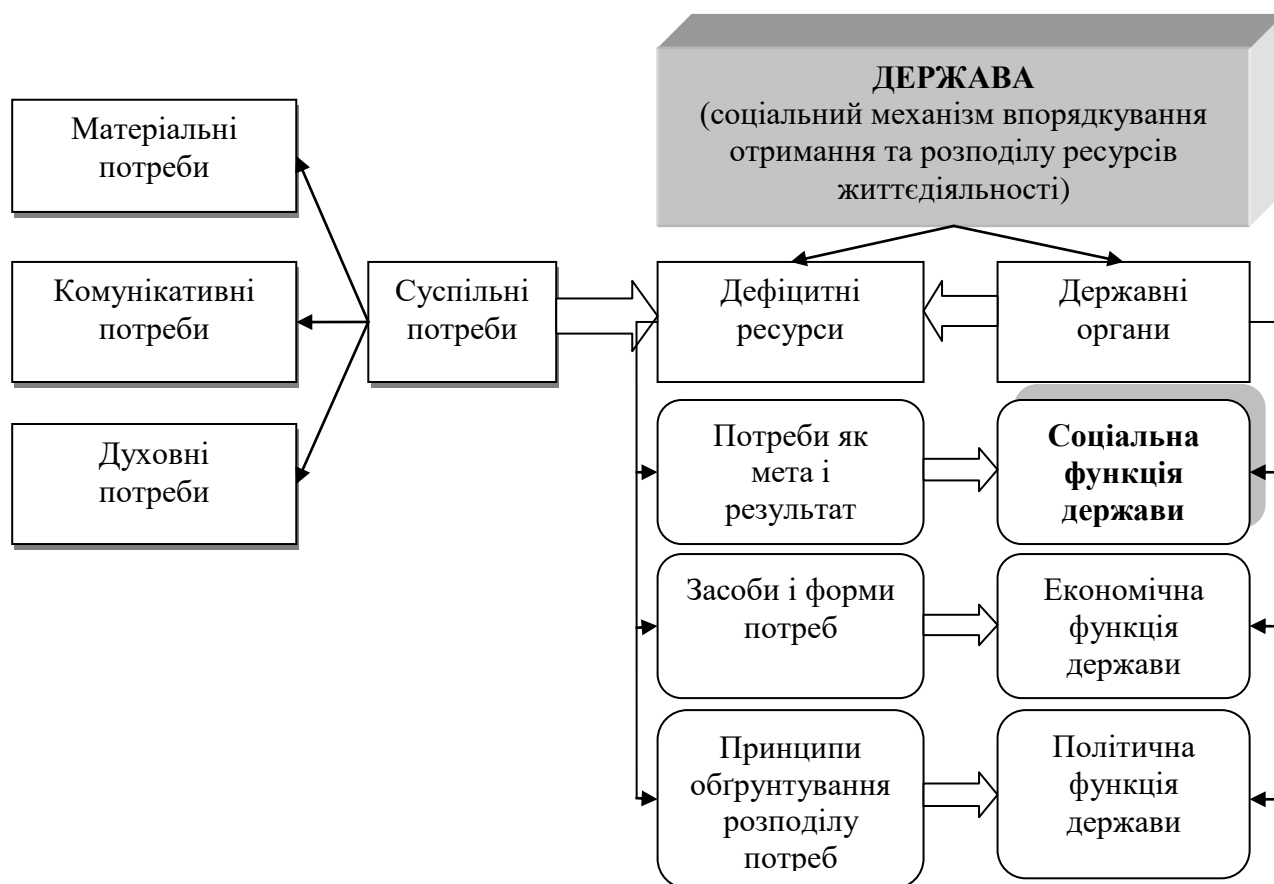 ДЕРЖАВА
(соціальний механізм впорядкування
отримання та розподілу ресурсів
життєдіяльності)
Матеріальні
потреби
Комунікативні
потреби
Духовні
потреби
Суспільні
потреби
Дефіцитні
ресурси
Державні
органи
Потреби як
мета і
результат
Соціальна
функція
держави
Засоби і форми
потреб
Економічна
функція
держави
Принципи
обґрунтування
розподілу
потреб
Політична
функція
держави